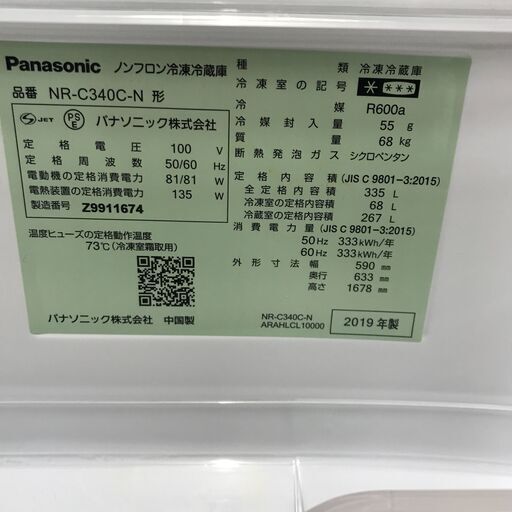 Panasonic ノンフロン冷凍冷蔵庫
品番 NR-C340C-N 形
S JET PSE パナソニック株式会社
定格電圧 100 V
定格周波数 50/60 Hz
電動機の定格消費電力 81/81 W
電熱装置の定格消費電力 135 W
製造番号 Z9911674
温度ヒューズの定格動作温度
73℃(冷凍室霜取用)
パナソニック株式会社 中国製
種類 冷凍冷蔵庫
冷凍室の記号 * ***
冷媒 R600a
冷媒封入量 55 g
質量 68 kg
断熱発泡ガス シクロペンタン
定格内容積 (JIS C 9801-3:2015)
全定格内容積 335 L
冷凍室の定格内容積 68 L
冷蔵室の定格内容積 267 L
消費電力量 (JIS C 9801-3:2015)
50Hz 333kWh/年
60Hz 333kWh/年
外形寸法 幅 590 mm
奥行 633 mm
高さ 1678 mm
NR-C340C-N
ARAHLCL10000
2019年製